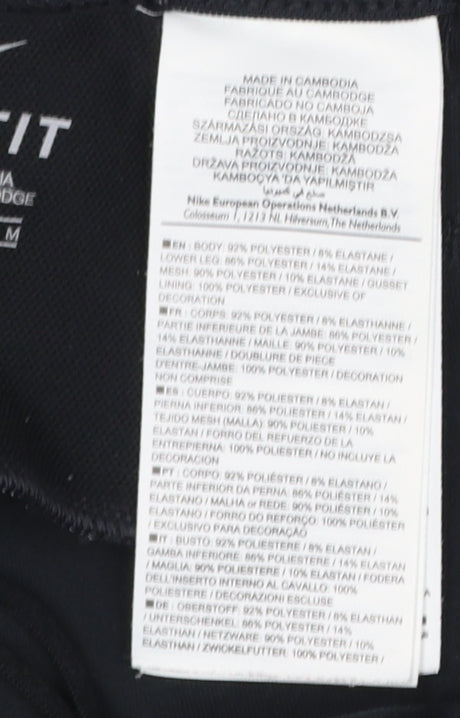 FIT
IA
DGE
M
MADE IN CAMBODIA
FABRIQUE AU CAMBODGE
FABRICADO NO CAMBOJA
СДЕЛАНО В КАМБОДЖЕ
SZÁRMAZÁSI ORSZÁG: KAMBODZSA
ZEMLJA PROIZVODNJE: KAMBODŽA
RAŽOTS: KAMBODŽĀ
DRŽAVA PROIZVODNJE: KAMBODŽA
KAMBOÇYA 'DA YAPILMIŞTIR
صنع في كمبوديا
Nike European Operations Netherlands B.V.
Colosseum 1, 1213 NL Hilversum, The Netherlands
EN : BODY: 92% POLYESTER / 8% ELASTANE /
LOWER LEG: 86% POLYESTER / 14% ELASTANE /
MESH: 90% POLYESTER / 10% ELASTANE / GUSSET
LINING: 100% POLYESTER / EXCLUSIVE OF
DECORATION
FR : CORPS: 92% POLYESTER / 8% ELASTHANNE /
PARTIE INFERIEURE DE LA JAMBE: 86% POLYESTER /
14% ELASTHANNE / MAILLE: 90% POLYESTER / 10%
ELASTHANNE / DOUBLURE DE PIECE
D'ENTRE-JAMBE: 100% POLYESTER / DECORATION
NON COMPRISE
ES : CUERPO: 92% POLIESTER / 8% ELASTAN /
PIERNA INFERIOR: 86% POLIESTER / 14% ELASTAN /
TEJIDO MESH (MALLA): 90% POLIESTER / 10%
ELASTAN / FORRO DEL REFUERZO DE LA
ENTREPIERNA: 100% POLIESTER / NO INCLUYE LA
DECORACION
PT : CORPO: 92% POLIÉSTER / 8% ELASTANO /
PARTE INFERIOR DA PERNA: 86% POLIÉSTER / 14%
ELASTANO / MALHA or REDE: 90% POLIÉSTER / 10%
ELASTANO / FORRO DO REFORÇO: 100% POLIÉSTER
/ EXCLUSIVO PARA DECORAÇÃO
IT : BUSTO: 92% POLIESTERE / 8% ELASTAN /
GAMBA INFERIORE: 86% POLIESTERE / 14% ELASTAN
/ MAGLIA: 90% POLIESTERE / 10% ELASTAN / FODERA
DELL'INSERTO INTERNO AL CAVALLO: 100%
POLIESTERE / DECORAZIONI ESCLUSE
DE : OBERSTOFF: 92% POLYESTER / 8% ELASTHAN
/ UNTERSCHENKEL: 86% POLYESTER / 14%
ELASTHAN / NETZWARE: 90% POLYESTER / 10%
ELASTHAN / ZWICKELFUTTER: 100% POLYESTER /